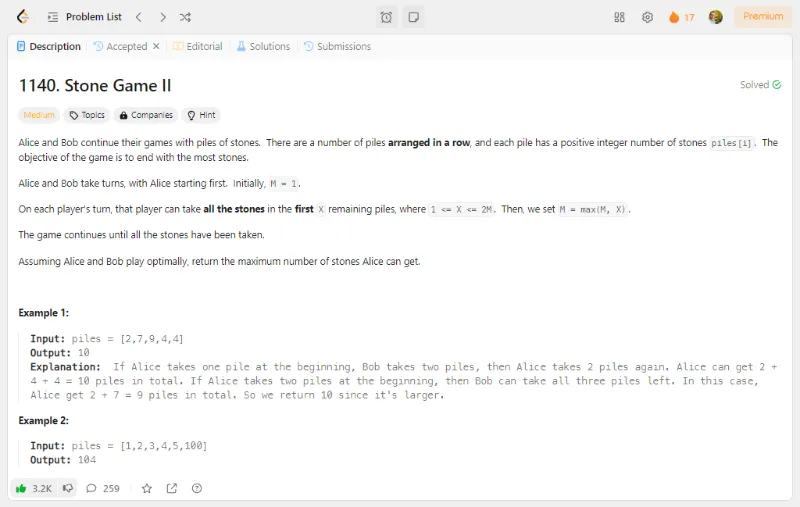 Problem List
17
Premium
Description
Accepted
Editorial
Solutions
Submissions
1140. Stone Game II
Solved
Medium
Topics
Companies
Hint
Alice and Bob continue their games with piles of stones. There are a number of piles arranged in a row, and each pile has a positive integer number of stones piles[i]. The
objective of the game is to end with the most stones.
Alice and Bob take turns, with Alice starting first. Initially, M = 1.
On each player's turn, that player can take all the stones in the first X remaining piles, where 1 <= X <= 2M. Then, we set M = max(M, X).
The game continues until all the stones have been taken.
Assuming Alice and Bob play optimally, return the maximum number of stones Alice can get.
Example 1:
Input: piles = [2,7,9,4,4]
Output: 10
Explanation: If Alice takes one pile at the beginning, Bob takes two piles, then Alice takes 2 piles again. Alice can get 2 +
4 + 4 = 10 piles in total. If Alice takes two piles at the beginning, then Bob can take all three piles left. In this case,
Alice get 2 + 7 = 9 piles in total. So we return 10 since it's larger.
Example 2:
Input: piles = [1,2,3,4,5,100]
Output: 104
3.2K
259